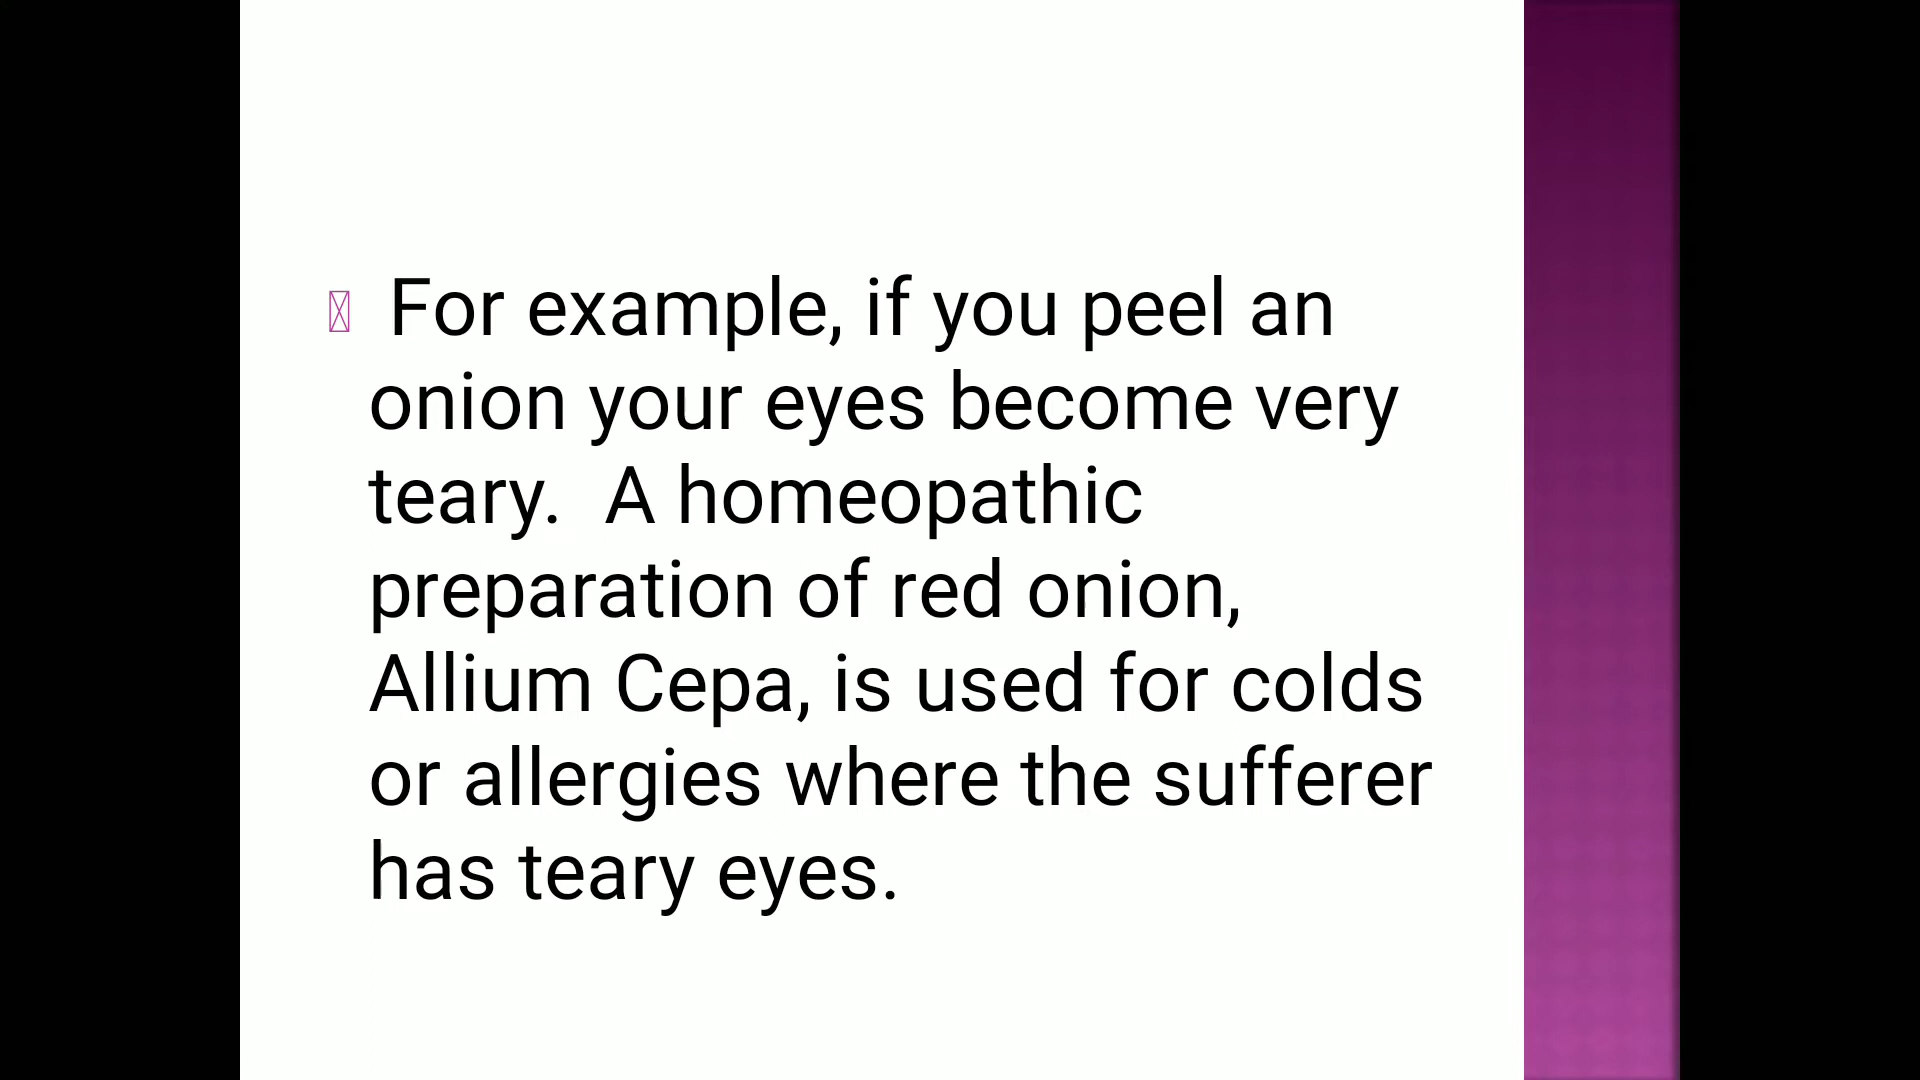 For example, if you peel an
onion your eyes become very
teary.  A homeopathic
preparation of red onion,
Allium Cepa, is used for colds
or allergies where the sufferer
has teary eyes.